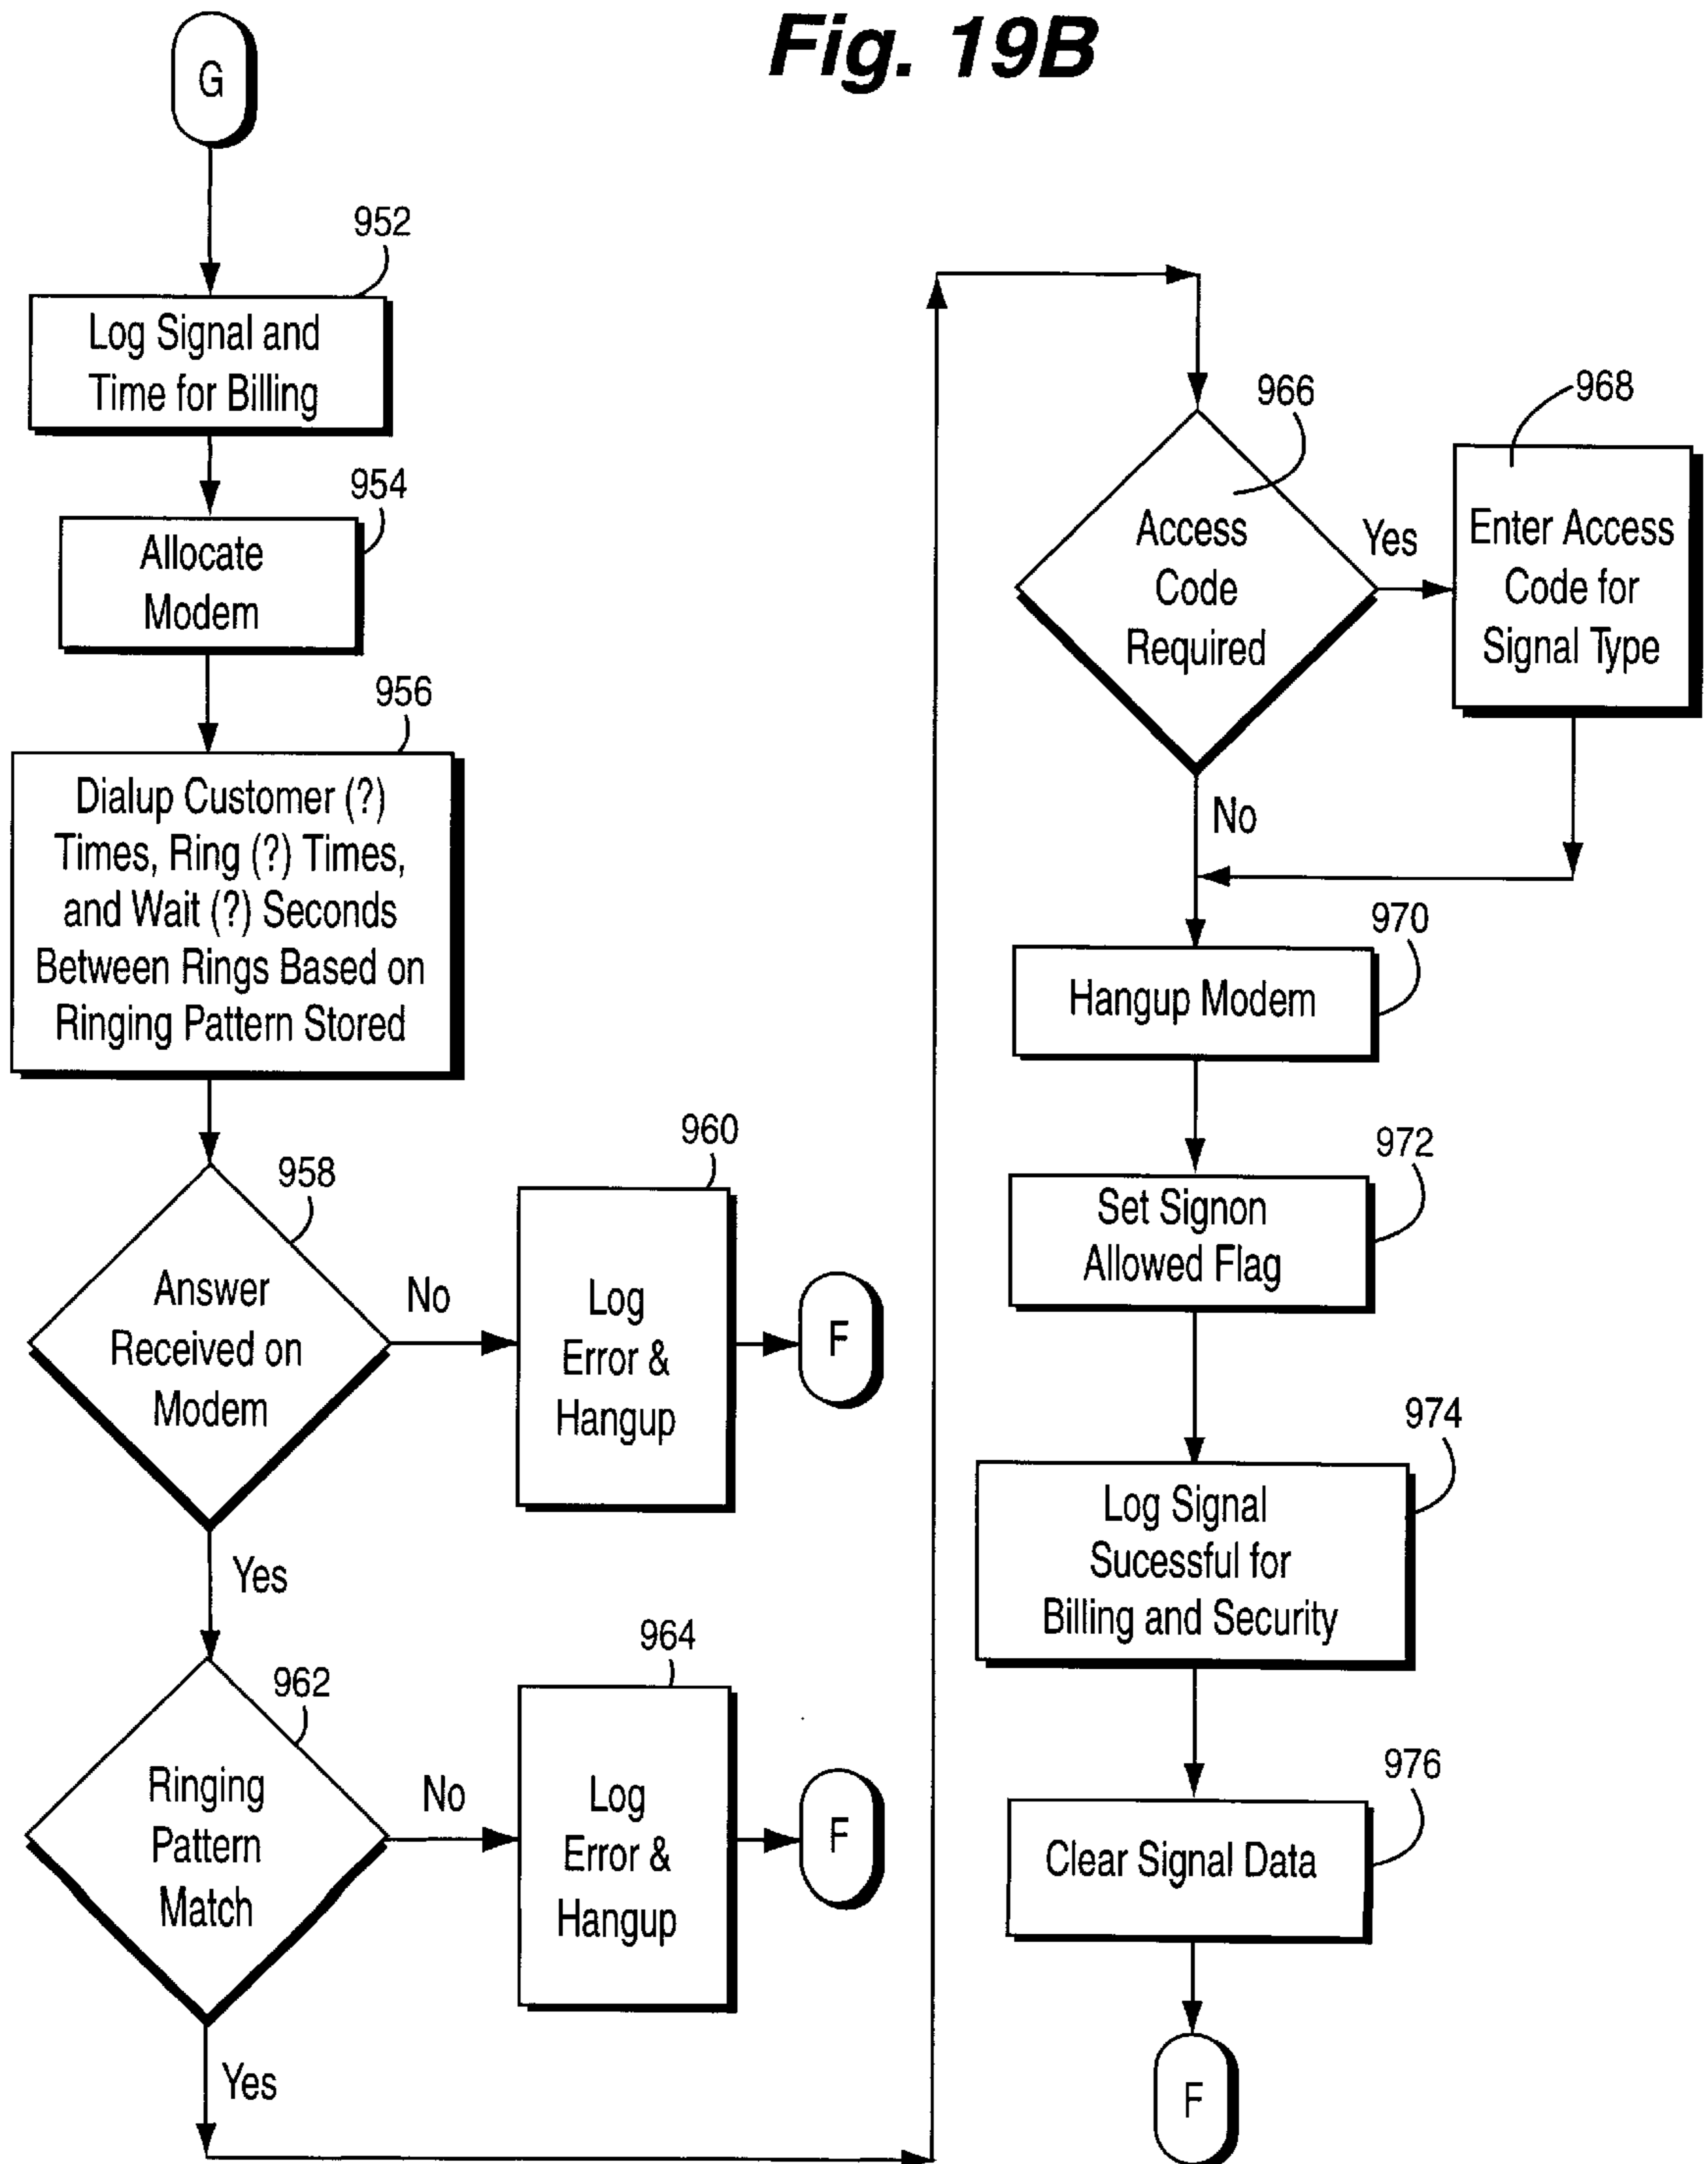 Fig. 19B
G
952
Log Signal and
Time for Billing
954
Allocate
Modem
956
Dialup Customer (?)
Times, Ring (?) Times,
and Wait (?) Seconds
Between Rings Based on
Ringing Pattern Stored
958
Answer
Received on
Modem
No
960
Log
Error &
Hangup
F
Yes
962
Ringing
Pattern
Match
No
964
Log
Error &
Hangup
F
Yes
966
Access
Code
Required
Yes
968
Enter Access
Code for
Signal Type
No
970
Hangup Modem
972
Set Signon
Allowed Flag
974
Log Signal
Sucessful for
Billing and Security
976
Clear Signal Data
F